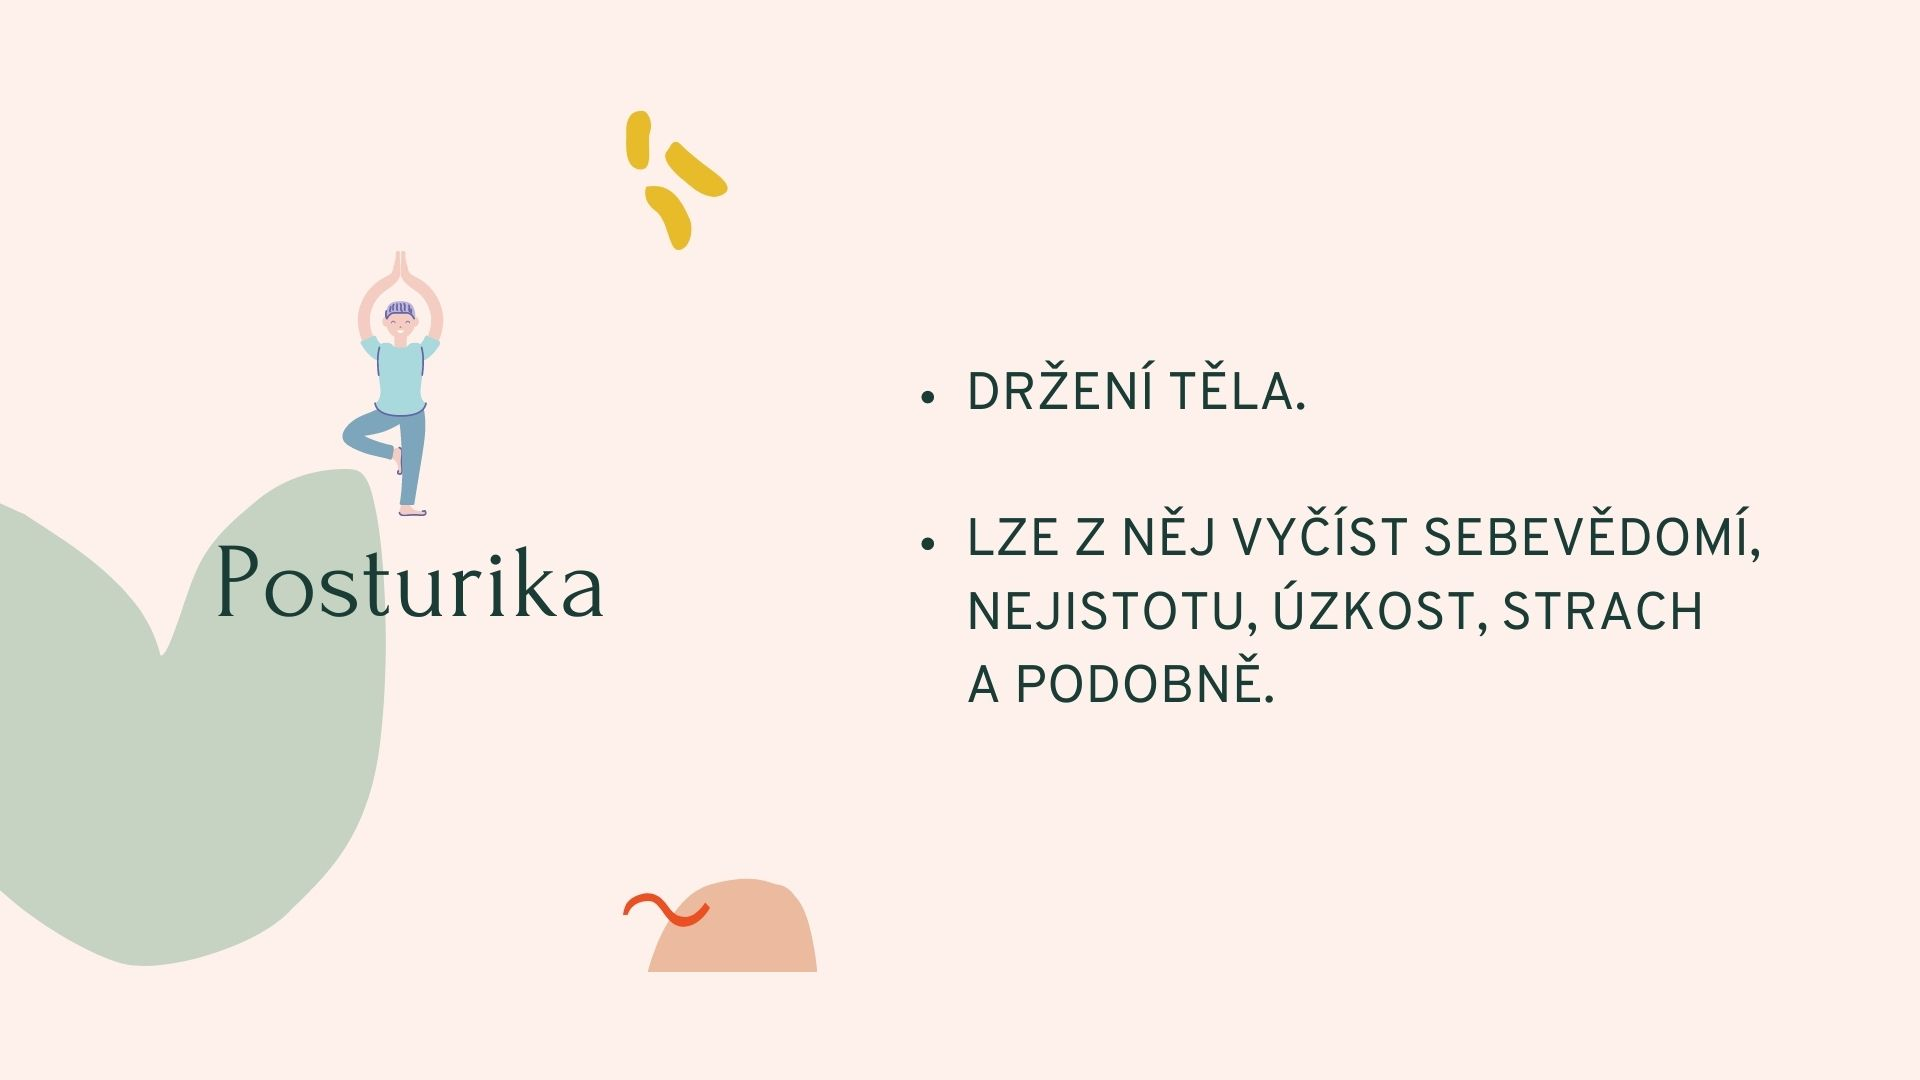 Posturika
• DRŽENÍ TĚLA.
• LZE Z NĚJ VYČÍST SEBEVĚDOMÍ,
NEJISTOTU, ÚZKOST, STRACH
A PODOBNĚ.